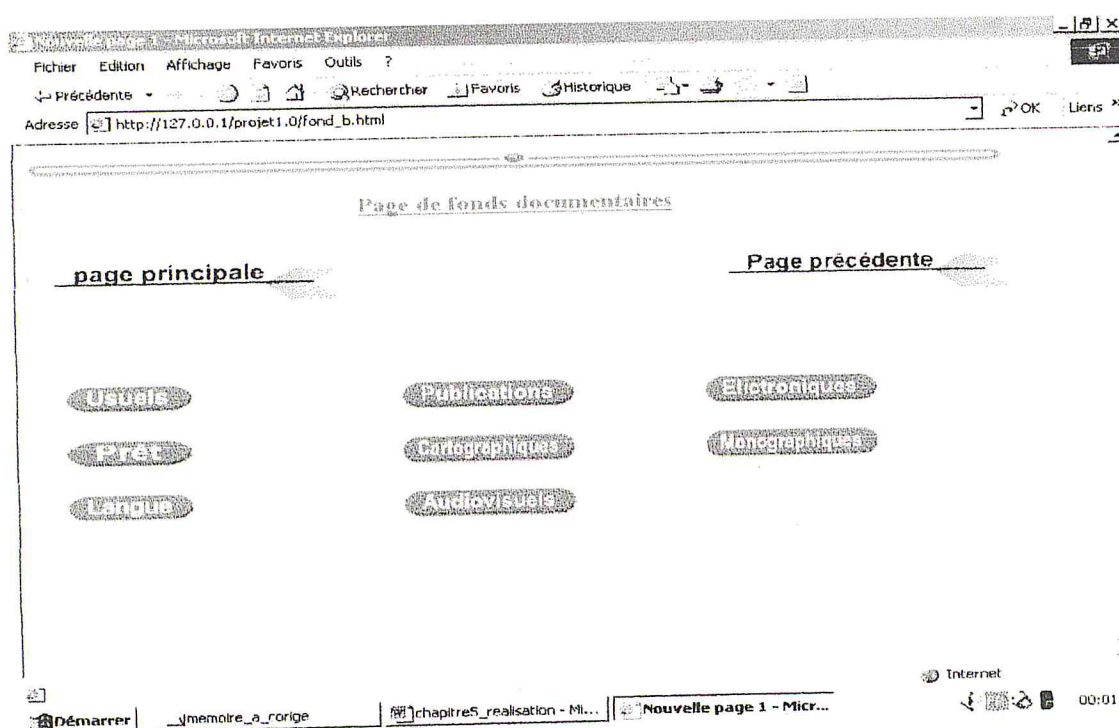 Nouvelle page 1 - Microsoft Internet Explorer
Fichier Edition Affichage Favoris Outils ?
Précédente Rechercher Favoris Historique
Adresse http://127.0.0.1/projet1.0/fond_b.html OK Liens »
Page de fonds documentaires
page principale Page précédente
Usuels Publications Elictroniques
Prêt Cartographiques Monographiques
Langue Audiovisuels
Internet
Démarrer memoire_a_rorige chapitre5_realisation - Mi... Nouvelle page 1 - Micr... 00:01